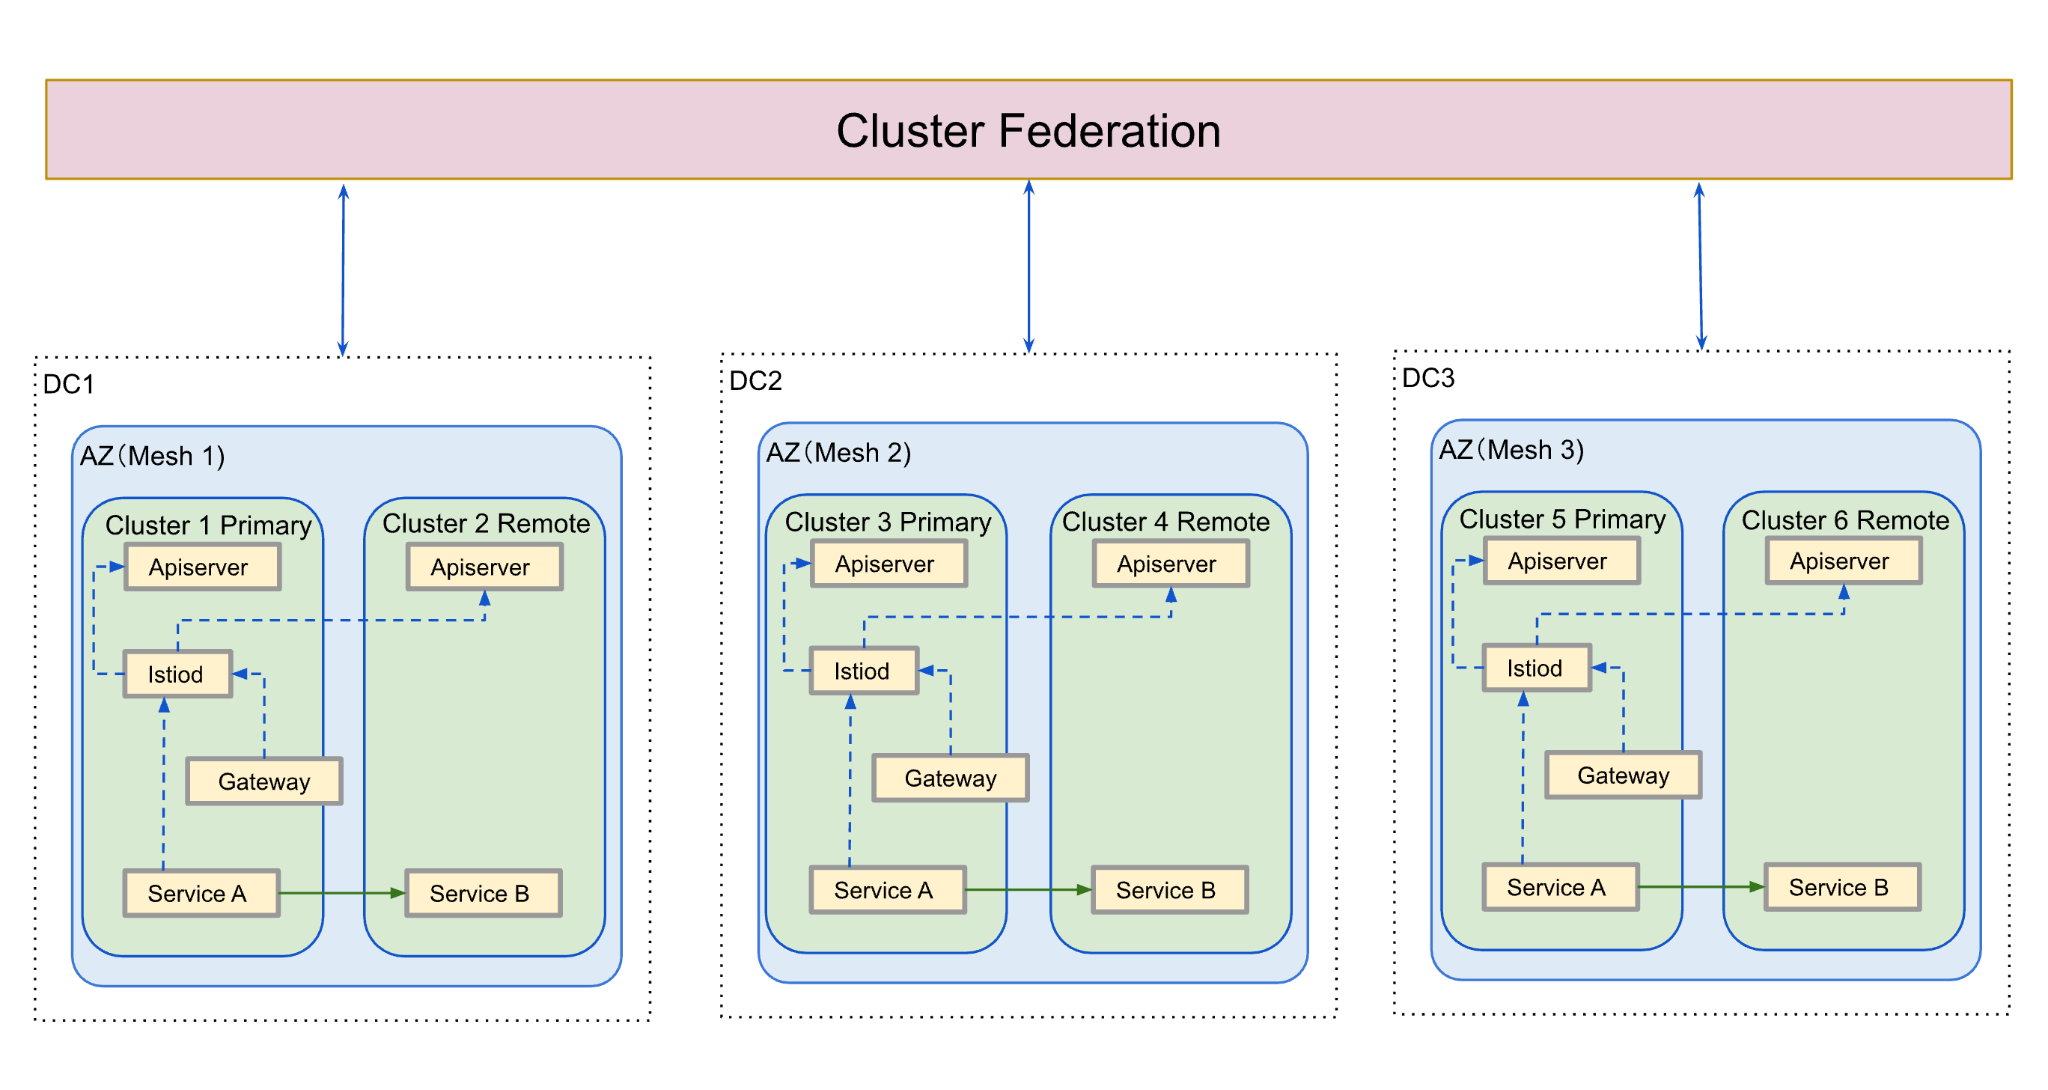 Cluster Federation
DC1
AZ（Mesh 1)
Cluster 1 Primary
Cluster 2 Remote
Apiserver
Apiserver
Istiod
Gateway
Service A
Service B
DC2
AZ（Mesh 2)
Cluster 3 Primary
Cluster 4 Remote
Apiserver
Apiserver
Istiod
Gateway
Service A
Service B
DC3
AZ（Mesh 3)
Cluster 5 Primary
Cluster 6 Remote
Apiserver
Apiserver
Istiod
Gateway
Service A
Service B